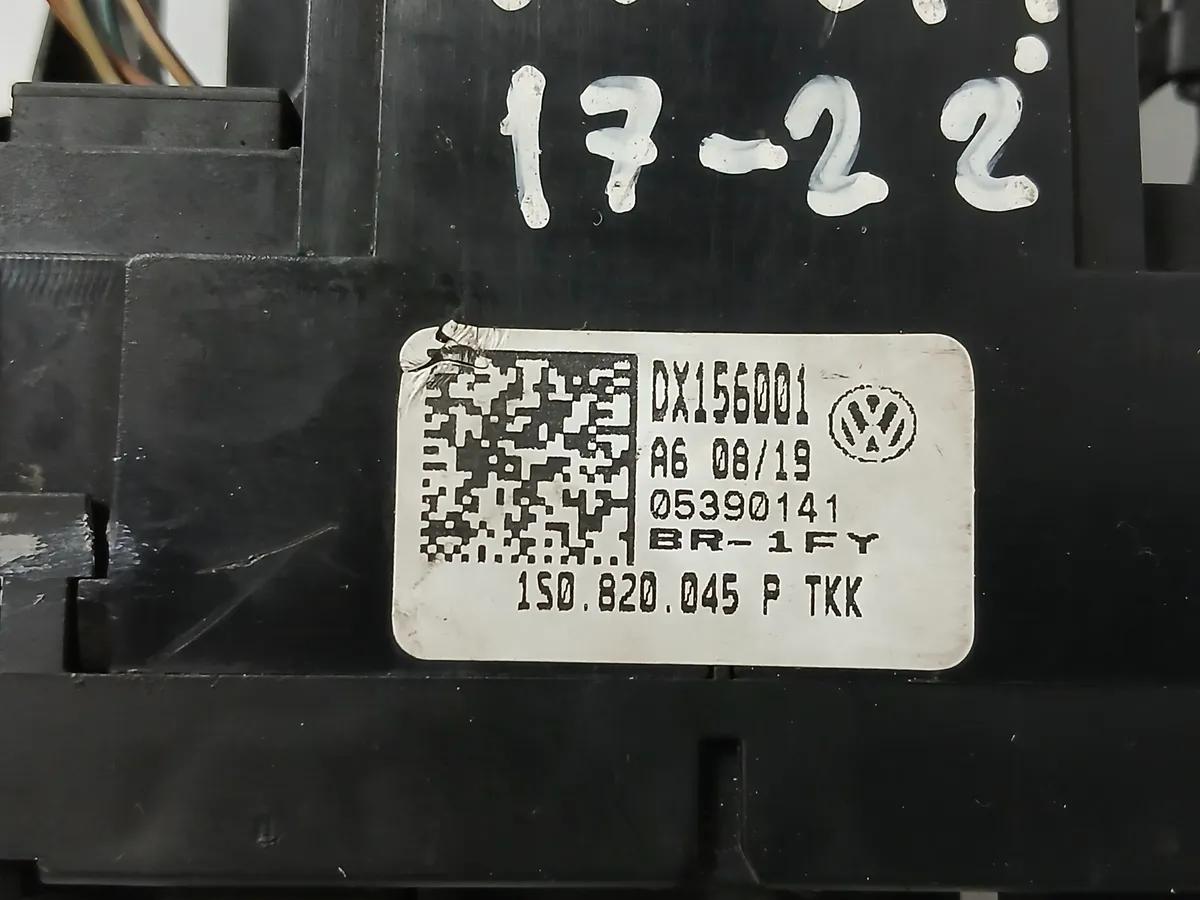 17-22
DX156001
A6 08/19
05390141
BR-1FY
1S0.820.045 P TKK